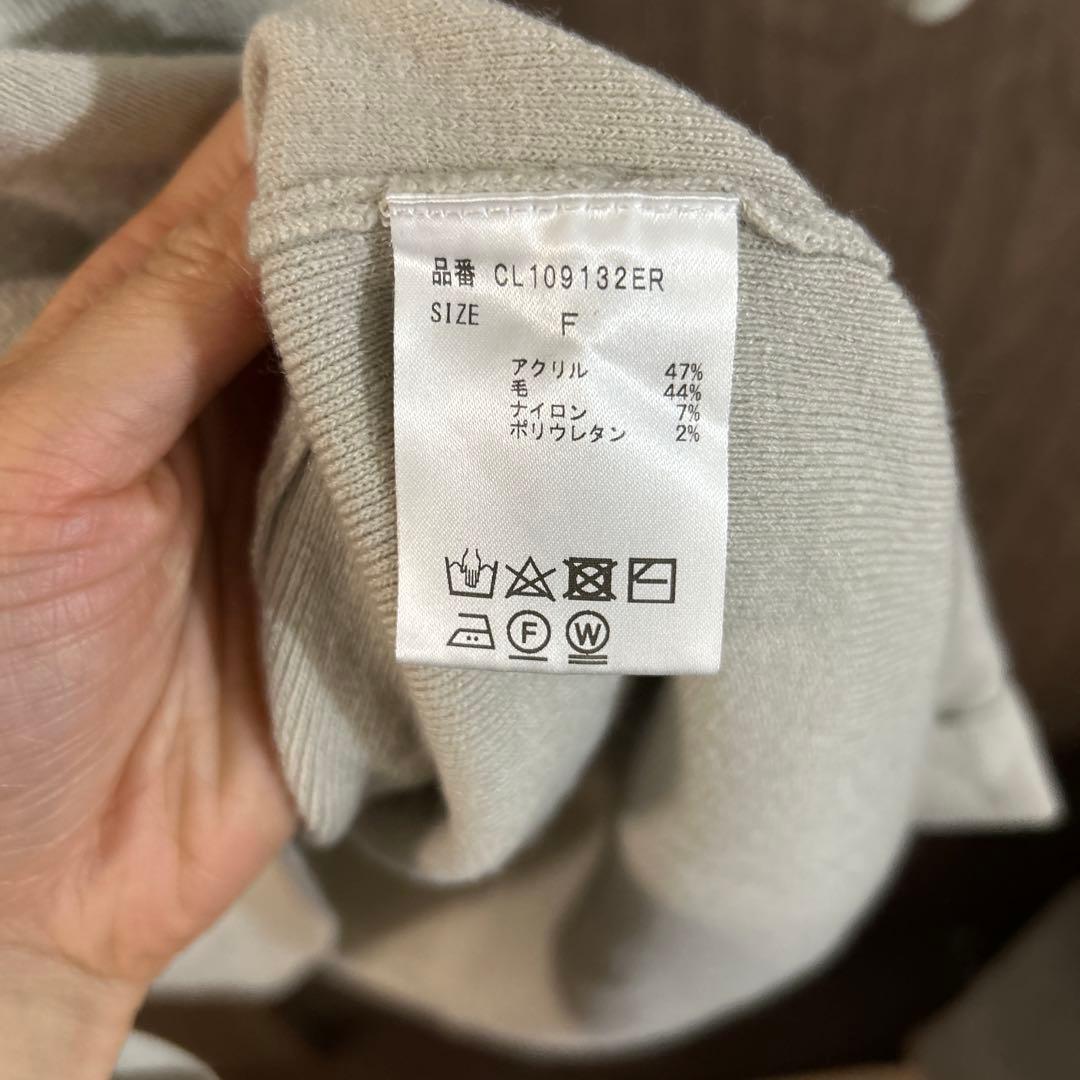 品番 CL109132ER
SIZE F
アクリル 47%
毛 44%
ナイロン 7%
ポリウレタン 2%
F W